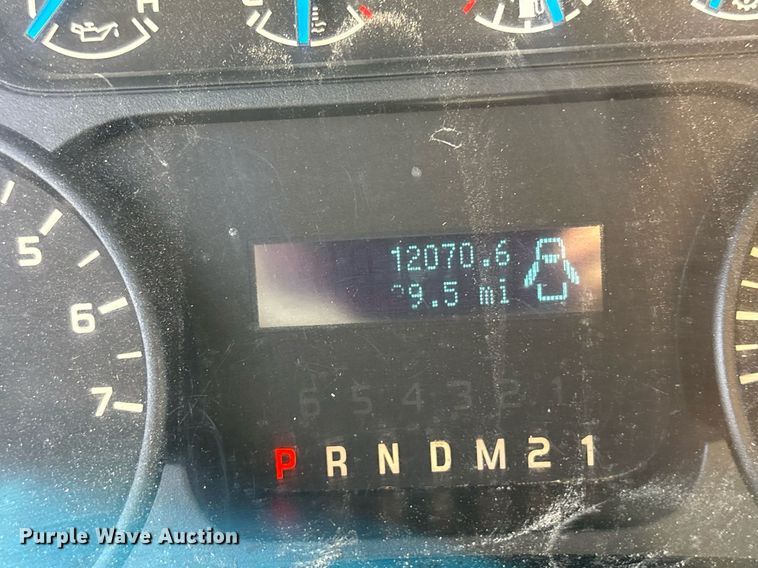 H
5
6
7
12070.6
9.5 mi
6 5 4 3 2 1
P R N D M 2 1
Purple Wave Auction®